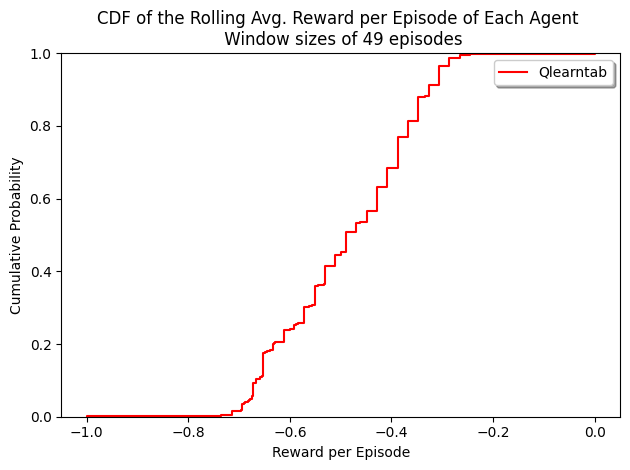 CDF of the Rolling Avg. Reward per Episode of Each Agent
Window sizes of 49 episodes
Qlearntab
1.0
0.8
0.6
0.4
0.2
0.0
Cumulative Probability
−1.0 −0.8 −0.6 −0.4 −0.2 0.0
Reward per Episode